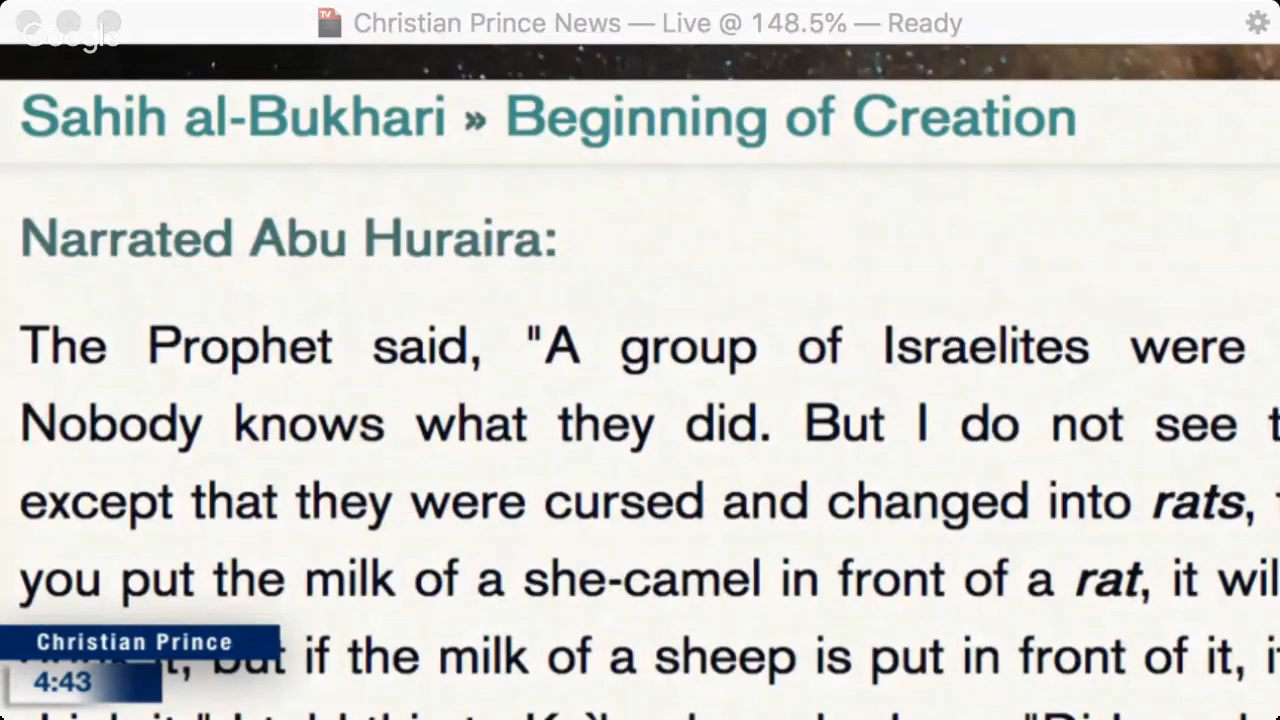 Christian Prince News — Live @ 148.5% — Ready
Google
Sahih al-Bukhari » Beginning of Creation
Narrated Abu Huraira:
The Prophet said, "A group of Israelites were
Nobody knows what they did. But I do not see
except that they were cursed and changed into rats,
you put the milk of a she-camel in front of a rat, it
Christian Prince
it, but if the milk of a sheep is put in front of it,
4:43